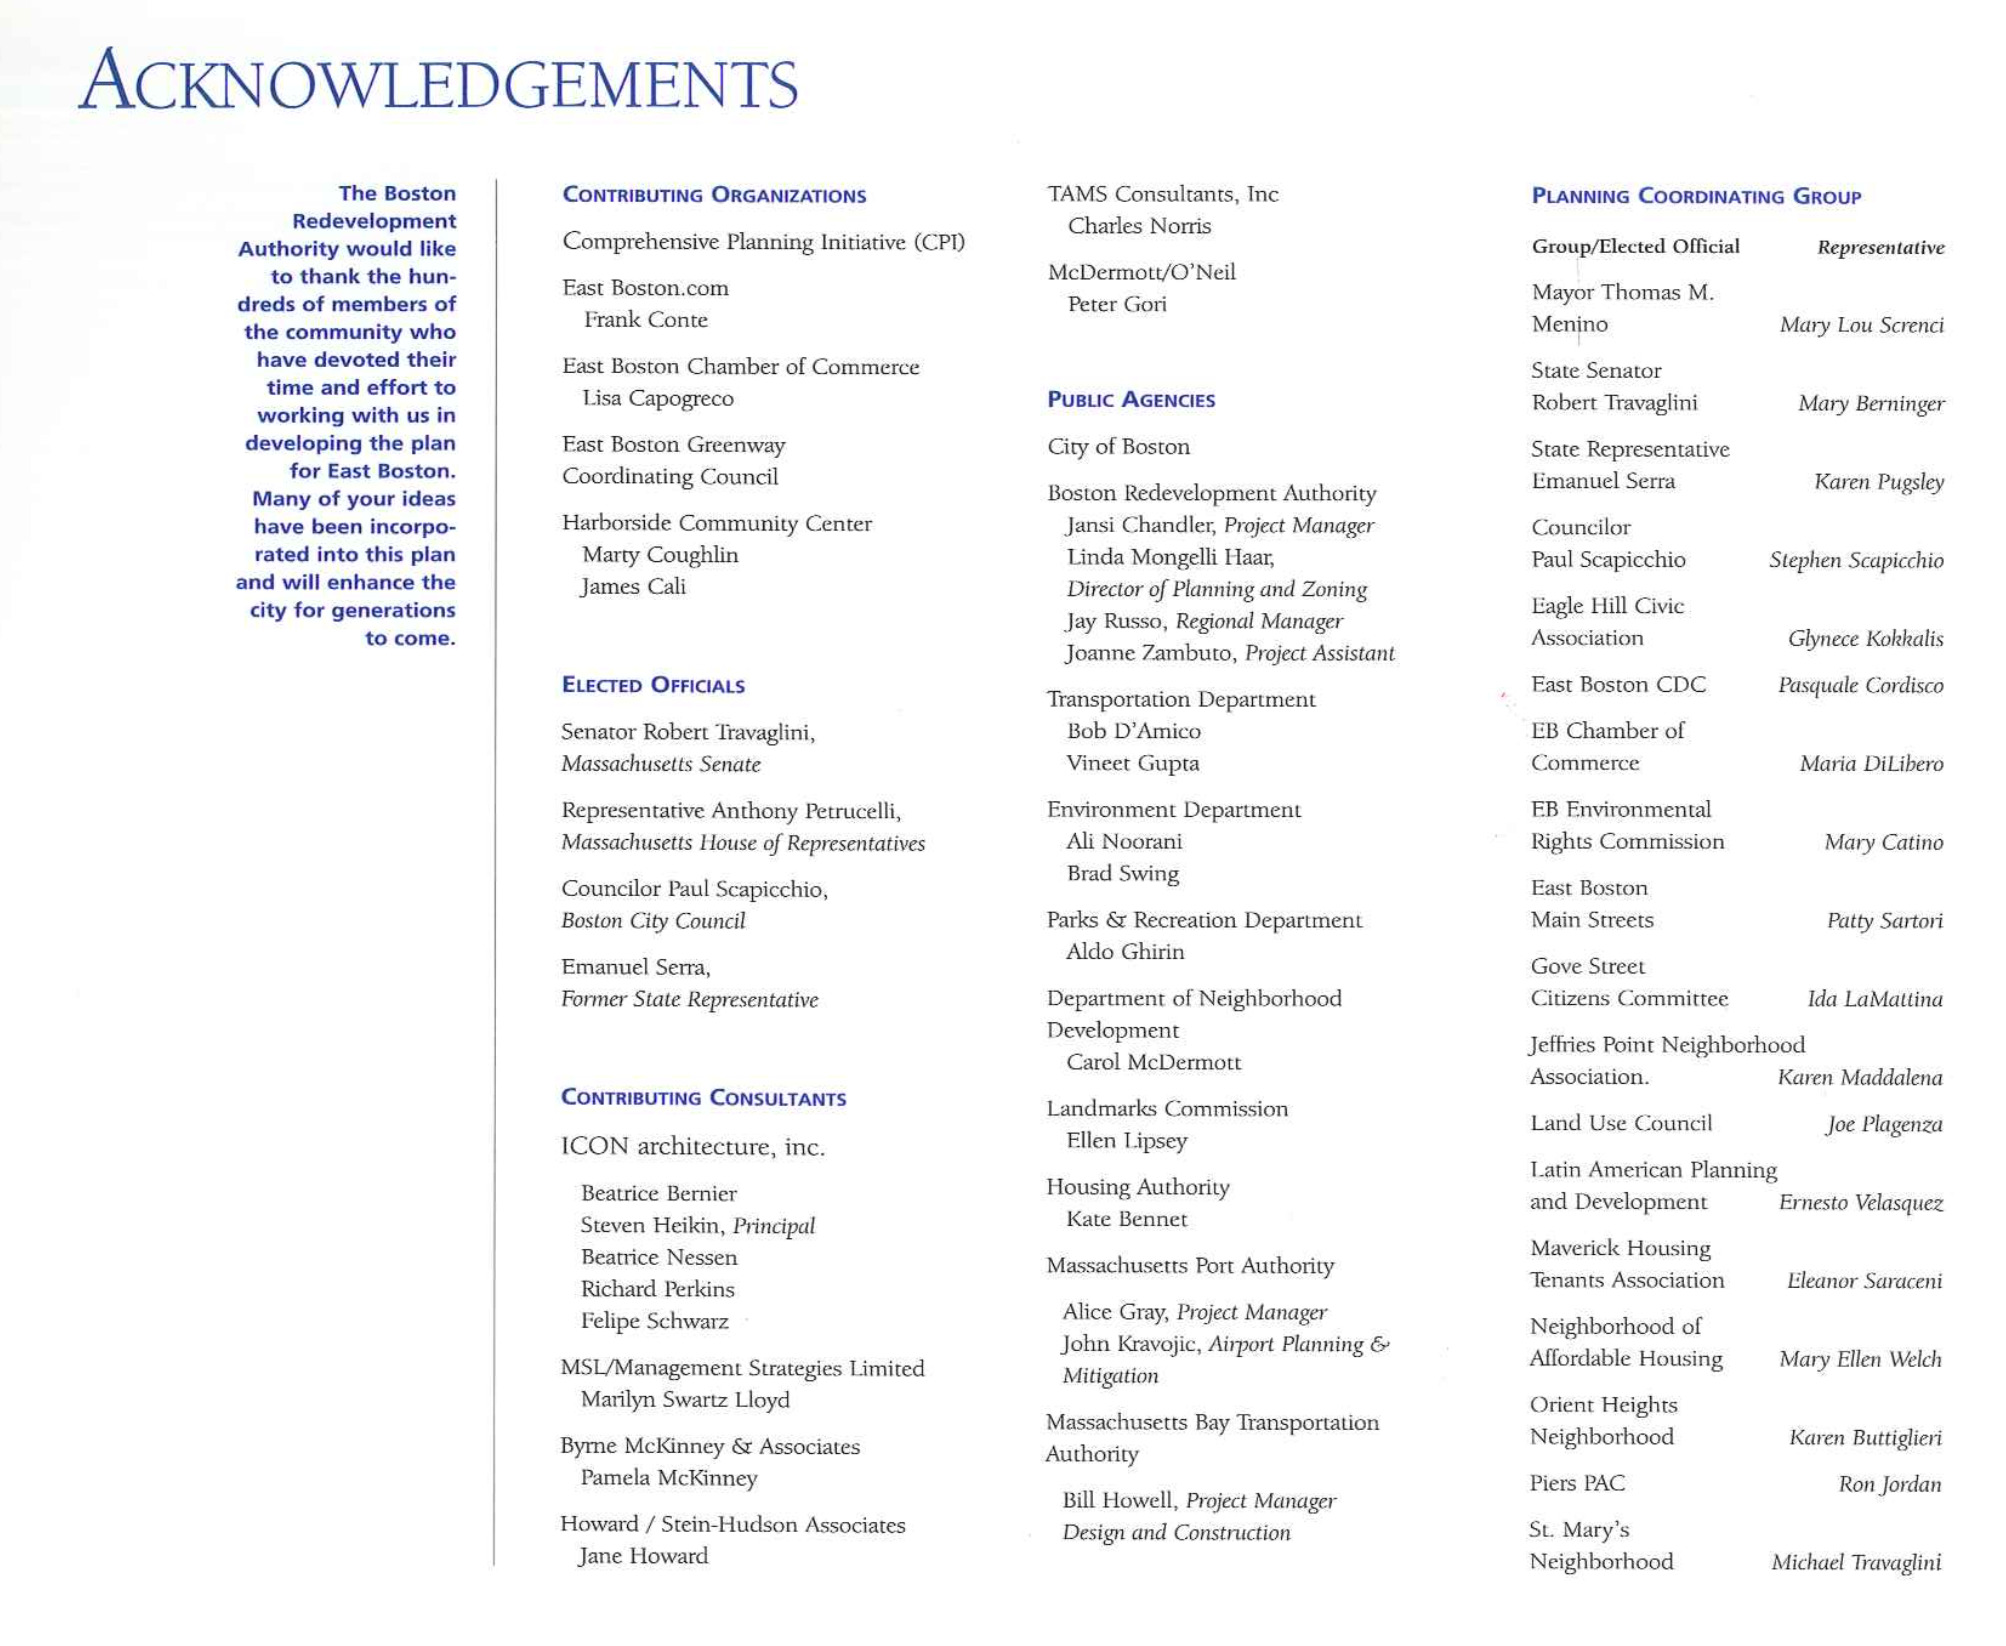 ACKNOWLEDGEMENTS
The Boston
Redevelopment
Authority would like
to thank the hun-
dreds of members of
the community who
have devoted their
time and effort to
working with us in
developing the plan
for East Boston.
Many of your ideas
have been incorpo-
rated into this plan
and will enhance the
city for generations
to come.
CONTRIBUTING ORGANIZATIONS
Comprehensive Planning Initiative (CPI)
East Boston.com
Frank Conte
East Boston Chamber of Commerce
Lisa Capogreco
East Boston Greenway
Coordinating Council
Harborside Community Center
Marty Coughlin
James Cali
ELECTED OFFICIALS
Senator Robert Travaglini,
Massachusetts Senate
Representative Anthony Petrucelli,
Massachusetts House of Representatives
Councilor Paul Scapicchio,
Boston City Council
Emanuel Serra,
Former State Representative
CONTRIBUTING CONSULTANTS
ICON architecture, inc.
Beatrice Bernier
Steven Heikin, Principal
Beatrice Nessen
Richard Perkins
Felipe Schwarz
MSL/Management Strategies Limited
Marilyn Swartz Lloyd
Byrne McKinney & Associates
Pamela McKinney
Howard / Stein-Hudson Associates
Jane Howard
TAMS Consultants, Inc
Charles Norris
McDermott/O'Neil
Peter Gori
PUBLIC AGENCIES
City of Boston
Boston Redevelopment Authority
Jansi Chandler, Project Manager
Linda Mongelli Haar,
Director of Planning and Zoning
Jay Russo, Regional Manager
Joanne Zambuto, Project Assistant
Transportation Department
Bob D'Amico
Vineet Gupta
Environment Department
Ali Noorani
Brad Swing
Parks & Recreation Department
Aldo Ghirin
Department of Neighborhood
Development
Carol McDermott
Landmarks Commission
Ellen Lipsey
Housing Authority
Kate Bennet
Massachusetts Port Authority
Alice Gray, Project Manager
John Kravojic, Airport Planning &
Mitigation
Massachusetts Bay Transportation
Authority
Bill Howell, Project Manager
Design and Construction
PLANNING COORDINATING GROUP
Group/Elected Official Representative
Mayor Thomas M.
Menino Mary Lou Screnci
State Senator
Robert Travaglini Mary Berninger
State Representative
Emanuel Serra Karen Pugsley
Councilor
Paul Scapicchio Stephen Scapicchio
Eagle Hill Civic
Association Glynece Kokkalis
East Boston CDC Pasquale Cordisco
EB Chamber of
Commerce Maria DiLibero
EB Environmental
Rights Commission Mary Catino
East Boston
Main Streets Patty Sartori
Gove Street
Citizens Committee Ida LaMattina
Jeffries Point Neighborhood
Association. Karen Maddalena
Land Use Council Joe Plagenza
Latin American Planning
and Development Ernesto Velasquez
Maverick Housing
Tenants Association Eleanor Saraceni
Neighborhood of
Affordable Housing Mary Ellen Welch
Orient Heights
Neighborhood Karen Buttiglieri
Piers PAC Ron Jordan
St. Mary's
Neighborhood Michael Travaglini